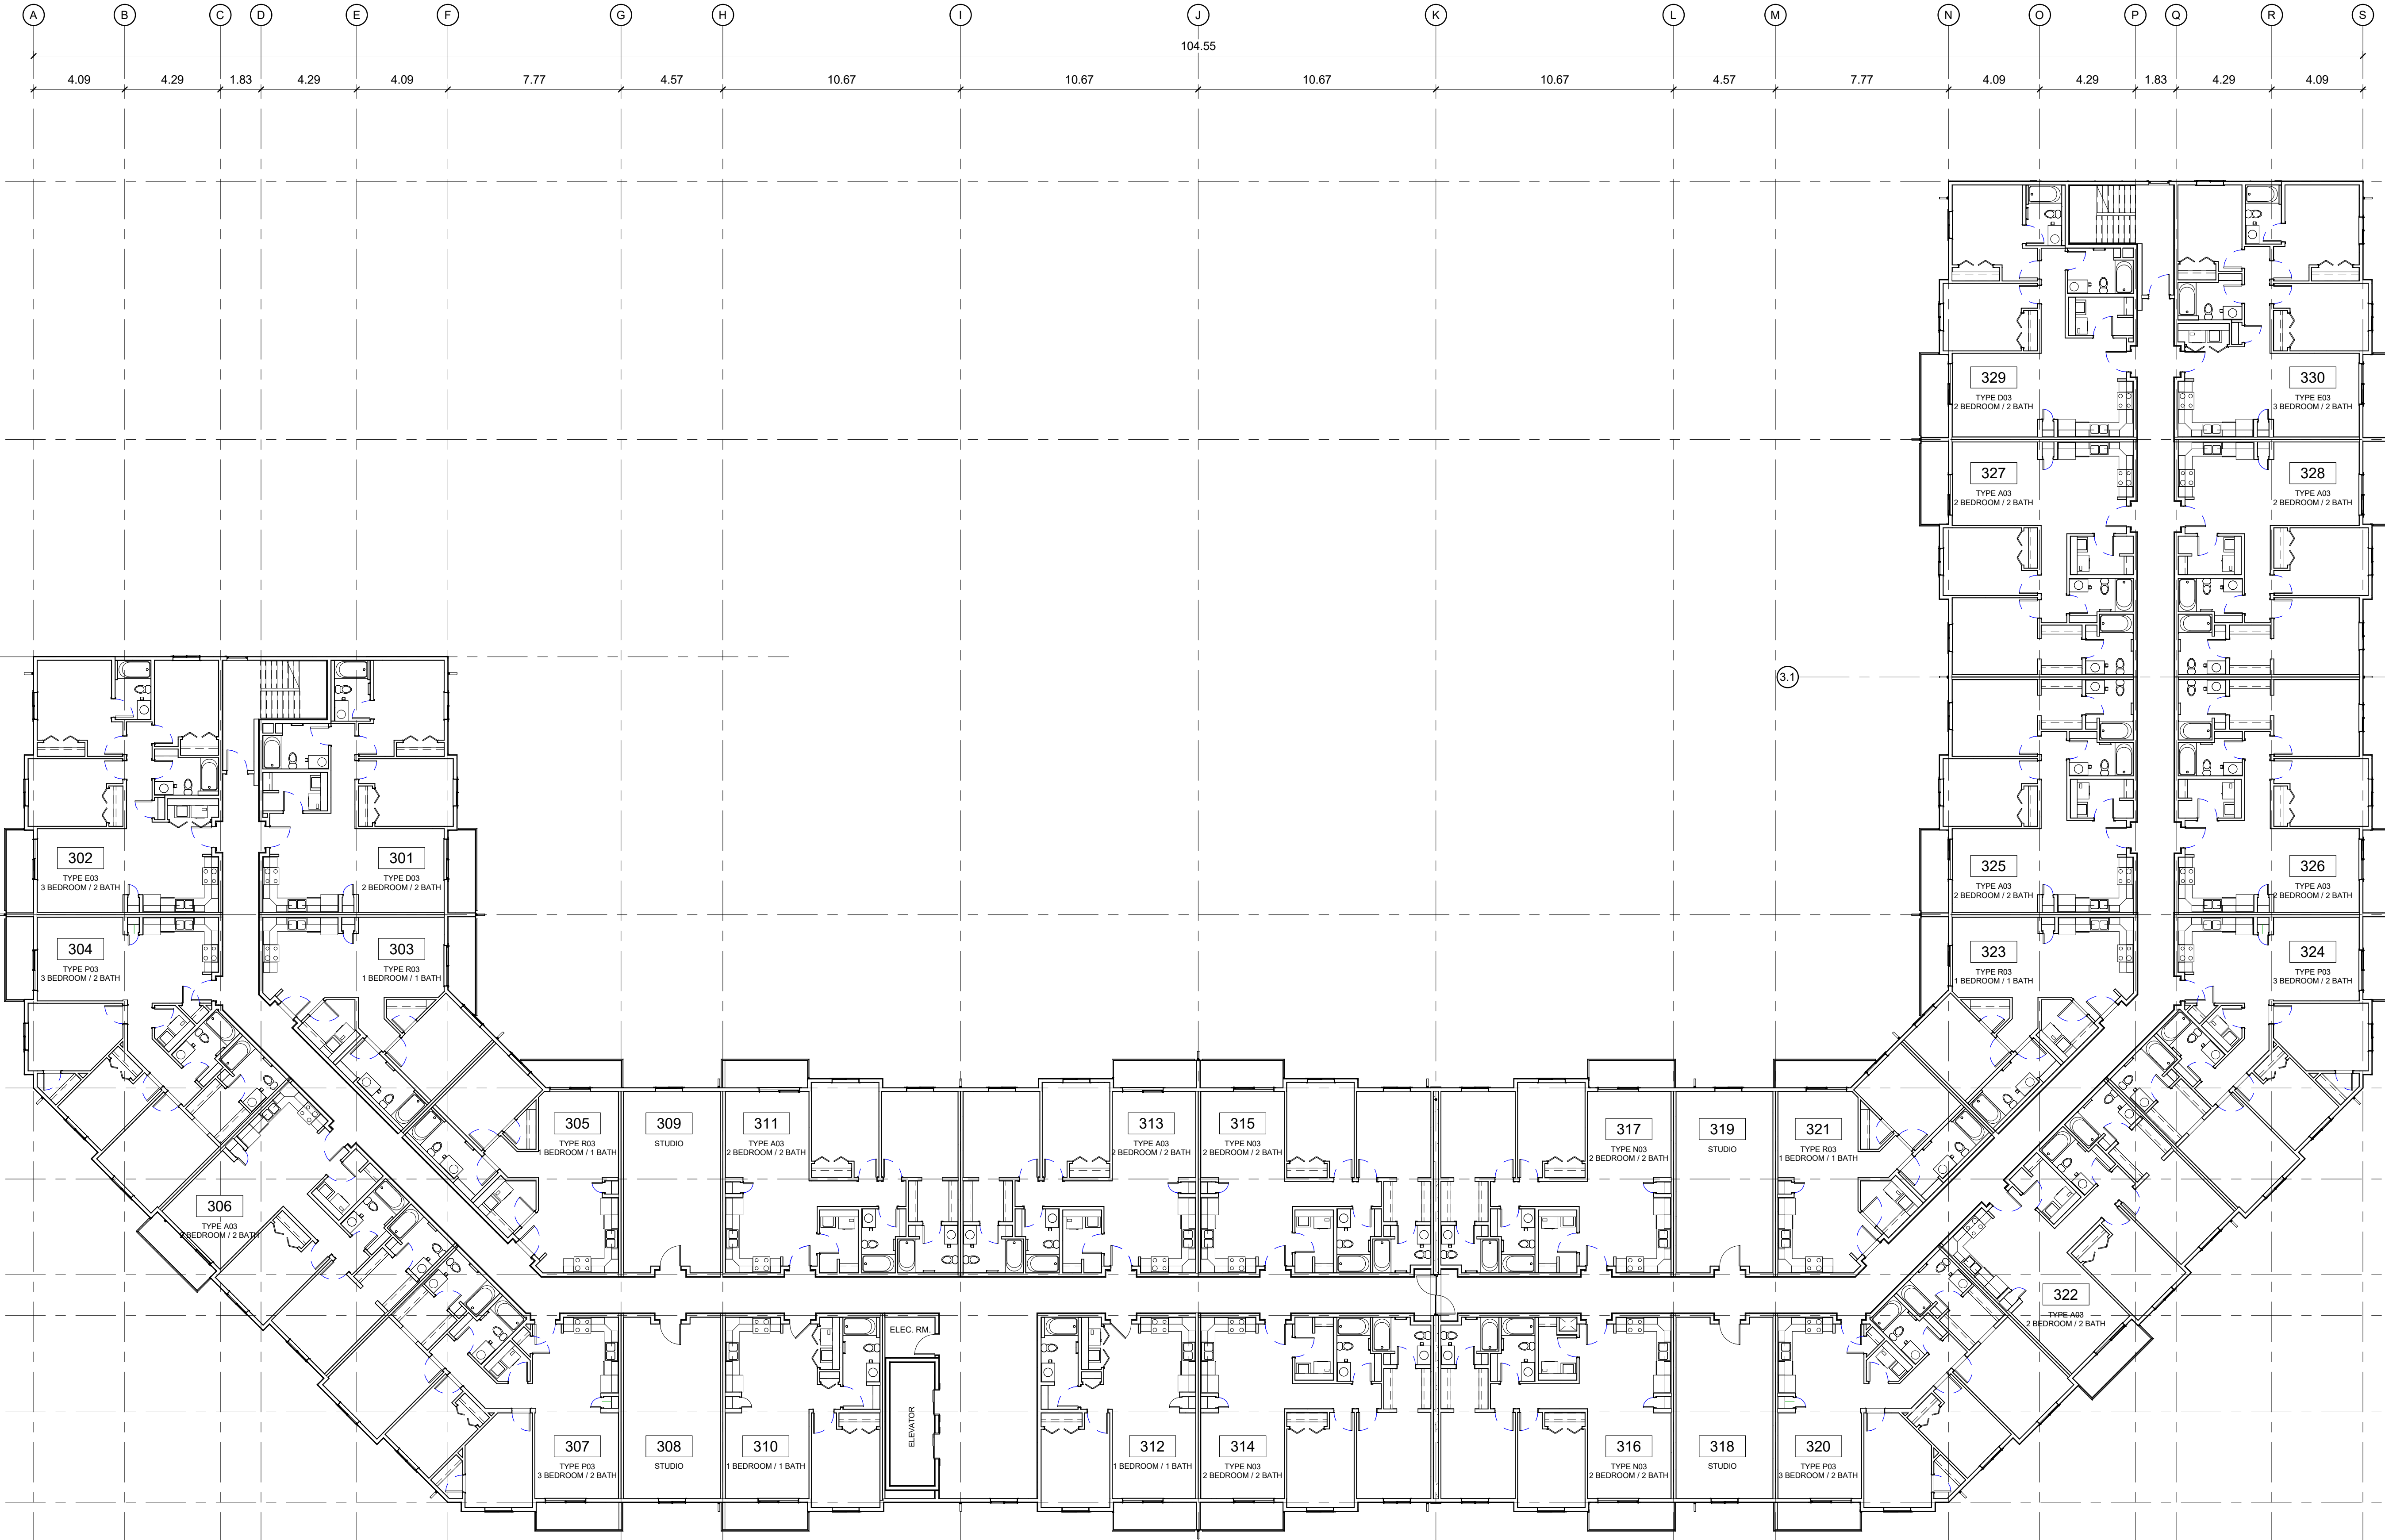 A B C D E F G H I J K L M N O P Q R S
104.55
4.09 4.29 1.83 4.29 4.09 7.77 4.57 10.67 10.67 10.67 10.67 4.57 7.77 4.09 4.29 1.83 4.29 4.09
329
TYPE D03
2 BEDROOM / 2 BATH
330
TYPE E03
3 BEDROOM / 2 BATH
327
TYPE A03
2 BEDROOM / 2 BATH
328
TYPE A03
2 BEDROOM / 2 BATH
3.1
302
TYPE E03
3 BEDROOM / 2 BATH
301
TYPE D03
2 BEDROOM / 2 BATH
325
TYPE A03
2 BEDROOM / 2 BATH
326
TYPE A03
2 BEDROOM / 2 BATH
304
TYPE P03
3 BEDROOM / 2 BATH
303
TYPE R03
1 BEDROOM / 1 BATH
323
TYPE R03
1 BEDROOM / 1 BATH
324
TYPE P03
3 BEDROOM / 2 BATH
305
TYPE R03
1 BEDROOM / 1 BATH
309
STUDIO
311
TYPE A03
2 BEDROOM / 2 BATH
313
TYPE A03
2 BEDROOM / 2 BATH
315
TYPE N03
2 BEDROOM / 2 BATH
317
TYPE N03
2 BEDROOM / 2 BATH
319
STUDIO
321
TYPE R03
1 BEDROOM / 1 BATH
306
TYPE A03
2 BEDROOM / 2 BATH
322
TYPE A03
2 BEDROOM / 2 BATH
ELEC. RM.
ELEVATOR
307
TYPE P03
3 BEDROOM / 2 BATH
308
STUDIO
310
1 BEDROOM / 1 BATH
312
1 BEDROOM / 1 BATH
314
TYPE N03
2 BEDROOM / 2 BATH
316
TYPE N03
2 BEDROOM / 2 BATH
318
STUDIO
320
TYPE P03
3 BEDROOM / 2 BATH